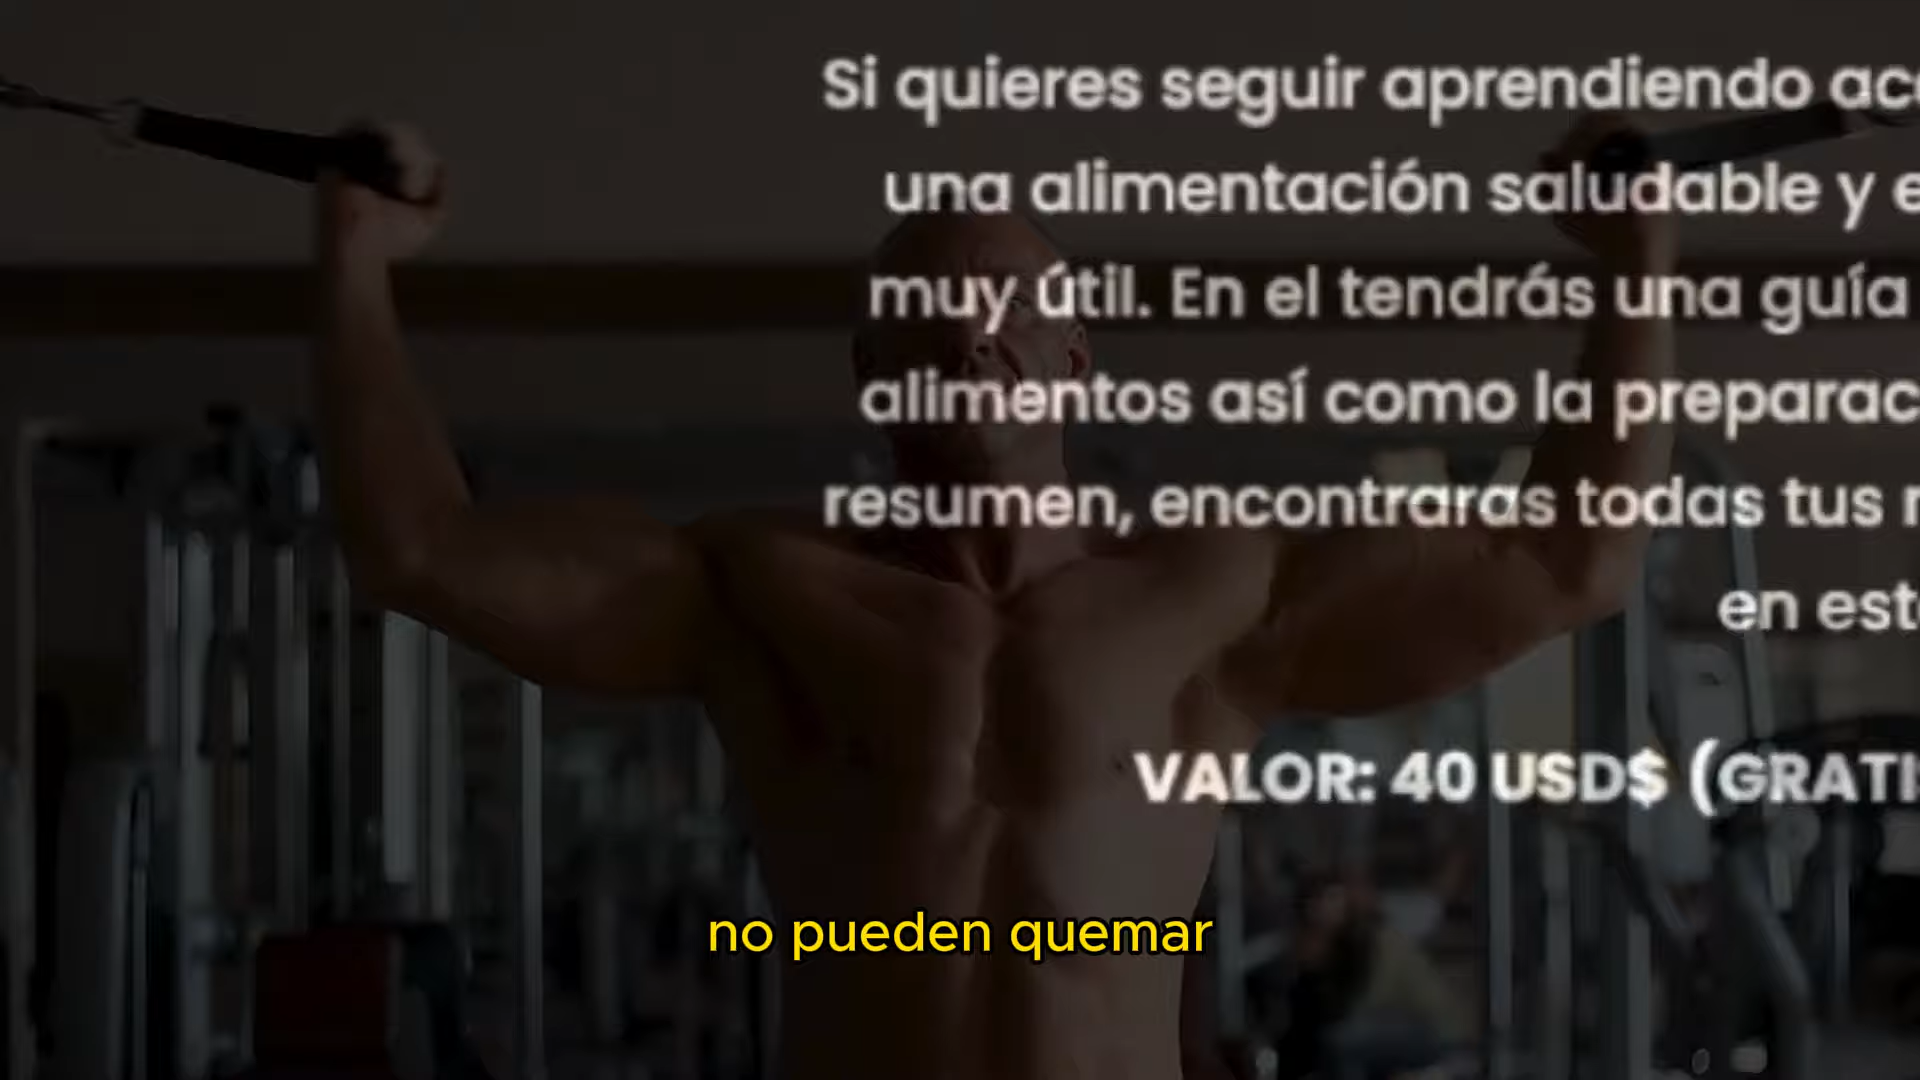 Si quieres seguir aprendiendo
una alimentación saludable y
muy útil. En el tendrás una guía
alimentos así como la
resumen, encontraras todas tus
en
VALOR: 40 USD$
no pueden quemar